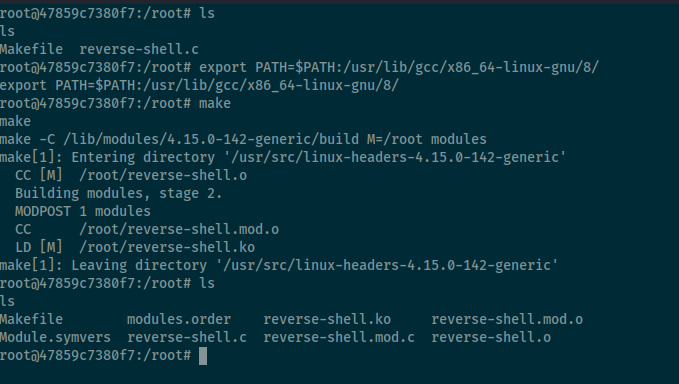 root@47859c7380f7:/root# ls
ls
Makefile  reverse-shell.c
root@47859c7380f7:/root# export PATH=$PATH:/usr/lib/gcc/x86_64-linux-gnu/8/
export PATH=$PATH:/usr/lib/gcc/x86_64-linux-gnu/8/
root@47859c7380f7:/root# make
make
make -C /lib/modules/4.15.0-142-generic/build M=/root modules
make[1]: Entering directory '/usr/src/linux-headers-4.15.0-142-generic'
  CC [M]  /root/reverse-shell.o
  Building modules, stage 2.
  MODPOST 1 modules
  CC      /root/reverse-shell.mod.o
  LD [M]  /root/reverse-shell.ko
make[1]: Leaving directory '/usr/src/linux-headers-4.15.0-142-generic'
root@47859c7380f7:/root# ls
ls
Makefile        modules.order    reverse-shell.ko     reverse-shell.mod.o
Module.symvers  reverse-shell.c  reverse-shell.mod.c  reverse-shell.o
root@47859c7380f7:/root#